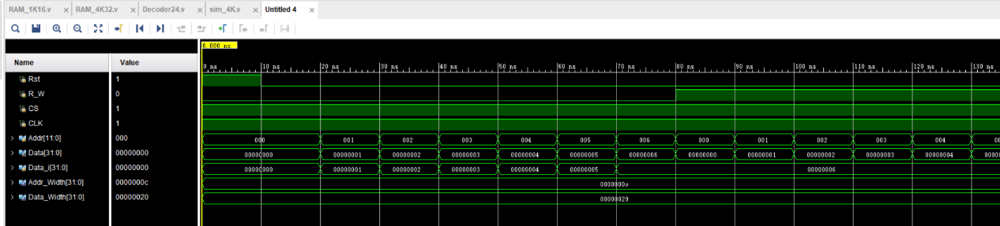 RAM_1K16.v × RAM_4K32.v × Decoder24.v × sim_4K.v × Untitled 4 ×
0.000 ns
Name Value
0 ns 10 ns 20 ns 30 ns 40 ns 50 ns 60 ns 70 ns 80 ns 90 ns 100 ns 110 ns 120 ns 130 ns
Rst 1
R_W 0
CS 1
CLK 1
Addr[11:0] 000 000 001 002 003 004 005 006 000 001 002 003 004
Data[31:0] 00000000 00000000 00000001 00000002 00000003 00000004 00000005 00000006 00000000 00000001 00000002 00000003 00000004
Data_i[31:0] 00000000 00000000 00000001 00000002 00000003 00000004 00000005 00000006
Addr_Width[31:0] 0000000c 0000000c
Data_Width[31:0] 00000020 00000020